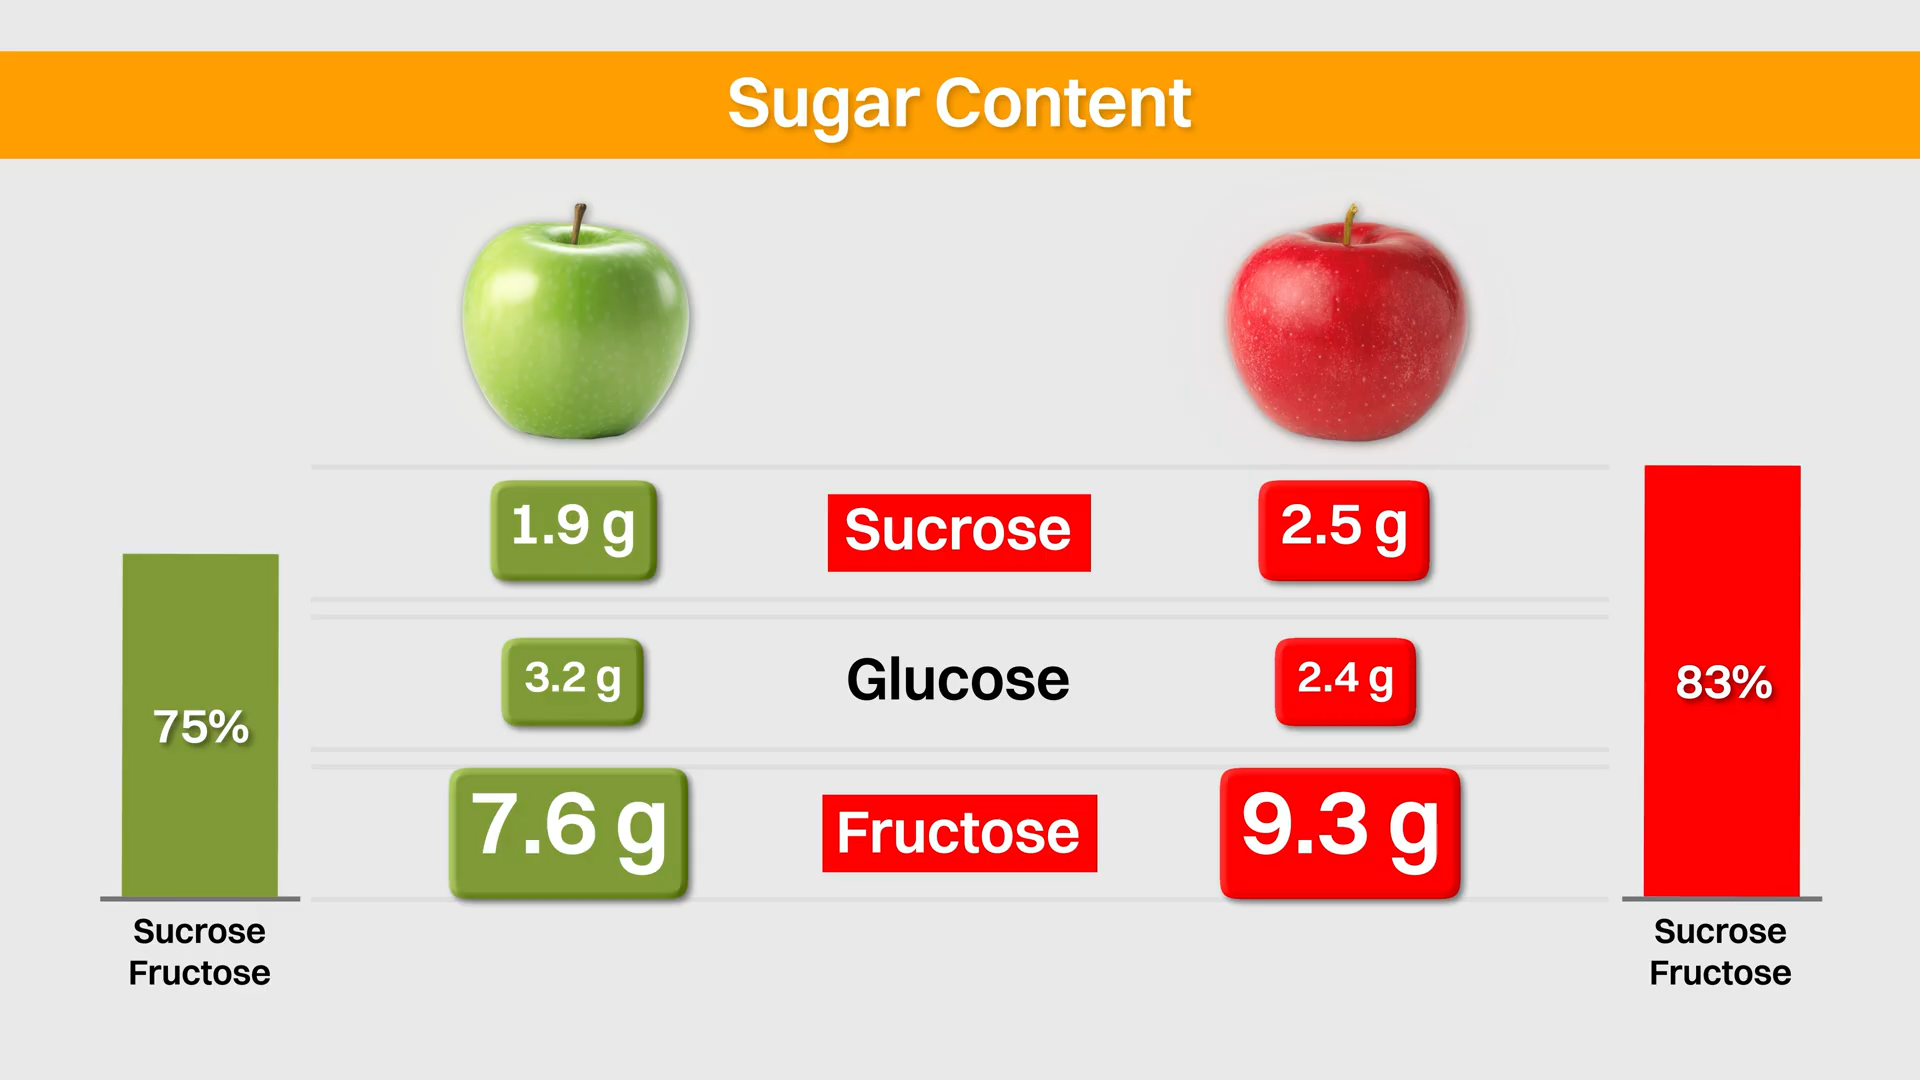 Sugar Content
1.9 g
Sucrose
2.5 g
3.2 g
Glucose
2.4 g
7.6 g
Fructose
9.3 g
75%
Sucrose
Fructose
83%
Sucrose
Fructose